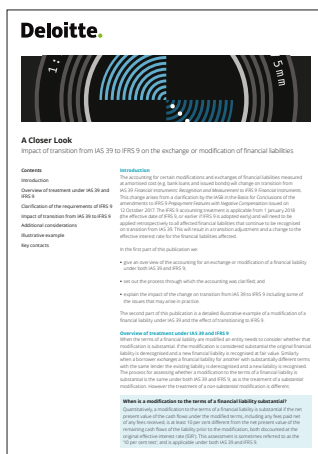 Deloitte.
A Closer Look
Impact of transition from IAS 39 to IFRS 9 on the exchange or modification of financial liabilities
Contents
Introduction
Overview of treatment under IAS 39 and
IFRS 9
Clarification of the requirements of IFRS 9
Impact of transition from IAS 39 to IFRS 9
Additional considerations
Illustrative example
Key contacts
Introduction
The accounting for certain modifications and exchanges of financial liabilities measured
at amortised cost (e.g. bank loans and issued bonds) will change on transition from
IAS 39 Financial Instruments: Recognition and Measurement to IFRS 9 Financial Instruments.
This change arises from a clarification by the IASB in the Basis for Conclusions of the
amendments to IFRS 9 Prepayment Features with Negative Compensation issued on
12 October 2017. The IFRS 9 accounting treatment is applicable from 1 January 2018
(the effective date of IFRS 9, or earlier if IFRS 9 is adopted early) and will need to be
applied retrospectively to all affected financial liabilities that continue to be recognised
on transition from IAS 39. This will result in a transition adjustment and a change to the
effective interest rate for the financial liabilities affected.
In the first part of this publication we:
• give an overview of the accounting for an exchange or modification of a financial liability
under both IAS 39 and IFRS 9;
• set out the process through which the accounting was clarified; and
• explain the impact of the change on transition from IAS 39 to IFRS 9 including some of
the issues that may arise in practice.
The second part of this publication is a detailed illustrative example of a modification of a
financial liability under IAS 39 and the effect of transitioning to IFRS 9.
Overview of treatment under IAS 39 and IFRS 9
When the terms of a financial liability are modified an entity needs to consider whether that
modification is substantial. If the modification is considered substantial the original financial
liability is derecognised and a new financial liability is recognised at fair value. Similarly
when a borrower exchanges a financial liability for another with substantially different terms
with the same lender the existing liability is derecognised and a new liability is recognised.
The process for assessing whether a modification to the terms of a financial liability is
substantial is the same under both IAS 39 and IFRS 9, as is the treatment of a substantial
modification. However the treatment of a non-substantial modification is different.
When is a modification to the terms of a financial liability substantial?
Quantitatively, a modification to the terms of a financial liability is substantial if the net
present value of the cash flows under the modified terms, including any fees paid net
of any fees received, is at least 10 per cent different from the net present value of the
remaining cash flows of the liability prior to the modification, both discounted at the
original effective interest rate ('EIR'). This assessment is sometimes referred to as the
'10 per cent test', and is applicable under both IAS 39 and IFRS 9.